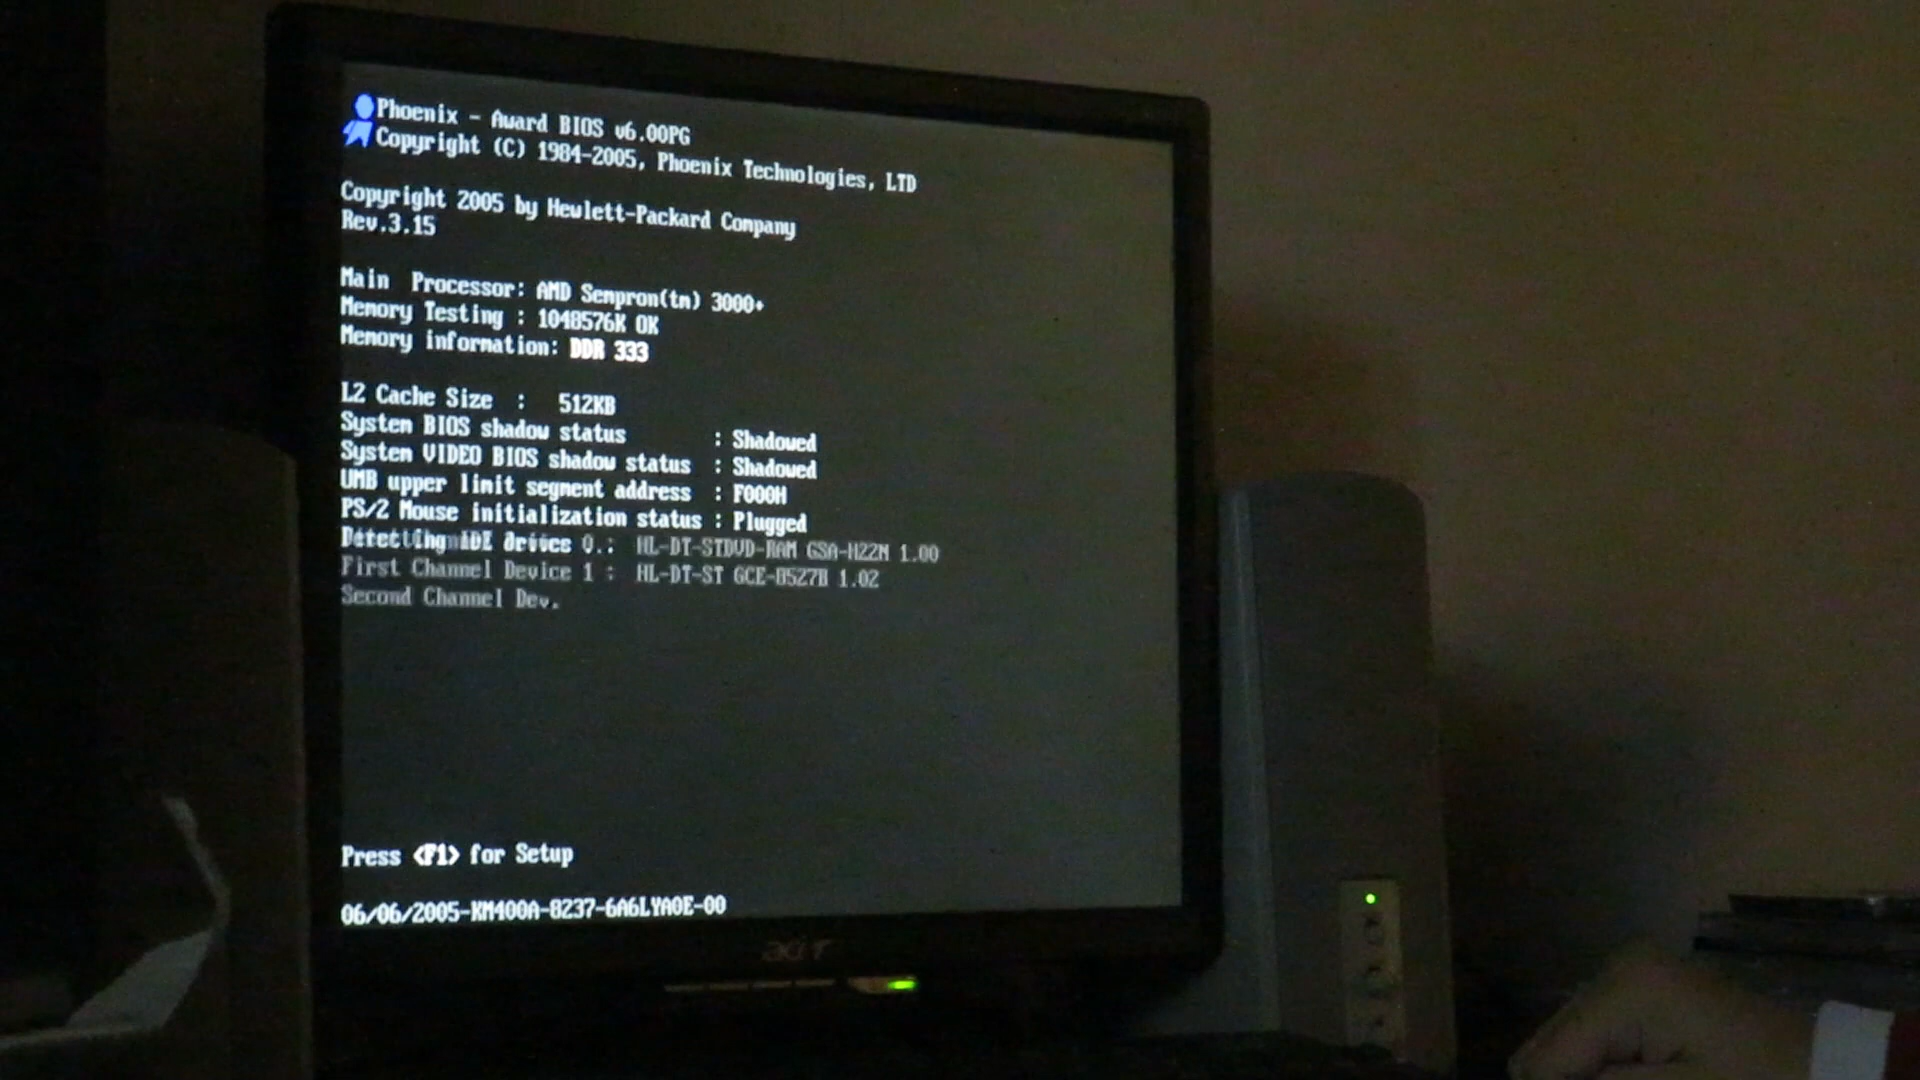 Phoenix - Award BIOS v6.00PG
Copyright (C) 1984-2005, Phoenix Technologies, LTD
Copyright 2005 by Hewlett-Packard Company
Rev.3.15
Main Processor: AMD Sempron(tm) 3000+
Memory Testing : 1048576K OK
Memory information: DDR 333
L2 Cache Size : 512KB
System BIOS shadow status : Shadowed
System VIDEO BIOS shadow status : Shadowed
UMB upper limit segment address : F000H
PS/2 Mouse initialization status : Plugged
HL-DT-STDVD-RAM GSA-H22N 1.00
First Channel Device 1 : HL-DT-ST GCE-8527B 1.02
Second Channel Dev.
Press <F1> for Setup
06/06/2005-KM400A-8237-6A6LYA0E-00
acer